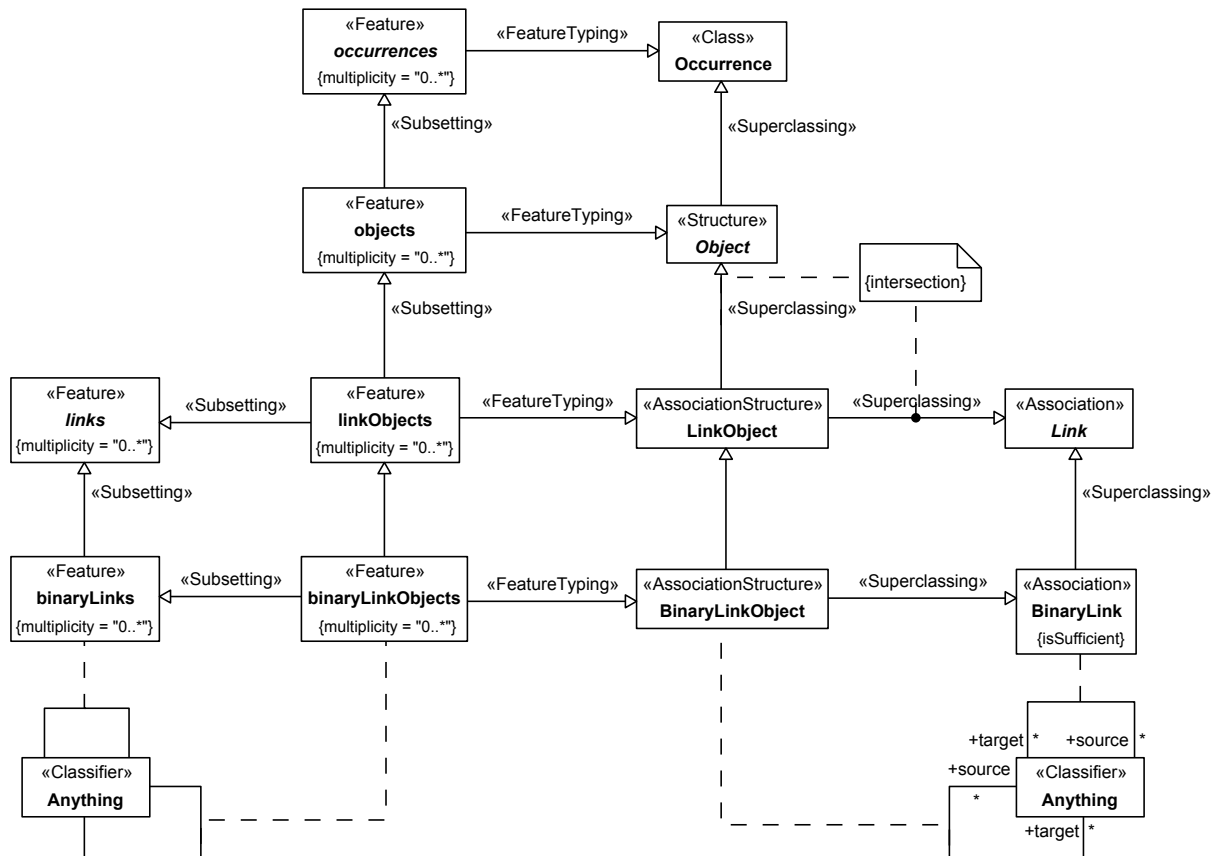 «Feature»
occurrences
{multiplicity = "0..*"}
«FeatureTyping»
«Class»
Occurrence
«Subsetting»
«Superclassing»
«Feature»
objects
{multiplicity = "0..*"}
«FeatureTyping»
«Structure»
Object
{intersection}
«Subsetting»
«Superclassing»
«Feature»
links
{multiplicity = "0..*"}
«Subsetting»
«Feature»
linkObjects
{multiplicity = "0..*"}
«FeatureTyping»
«AssociationStructure»
LinkObject
«Superclassing»
«Association»
Link
«Subsetting»
«Superclassing»
«Feature»
binaryLinks
{multiplicity = "0..*"}
«Subsetting»
«Feature»
binaryLinkObjects
{multiplicity = "0..*"}
«FeatureTyping»
«AssociationStructure»
BinaryLinkObject
«Superclassing»
«Association»
BinaryLink
{isSufficient}
+target *
+source *
«Classifier»
Anything
+source
*
«Classifier»
Anything
+target *